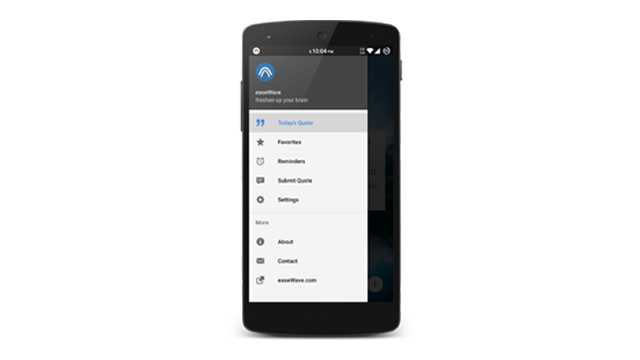 10:04 PM
easeWave
freshen up your brain
Today's Quote
Favorites
Reminders
Submit Quote
Settings
More
About
Contact
easeWave.com